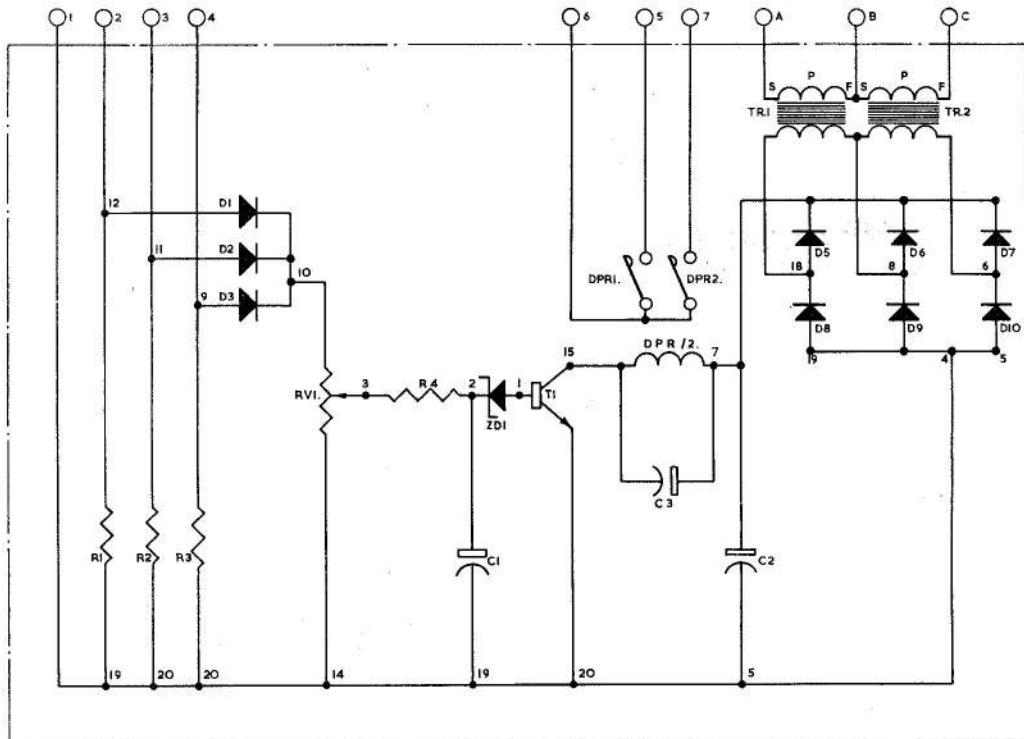 1 2 3 4 6 5 7 A B C
S P F S P F
TR.1 TR.2
12 D1
11 D2 10
9 D3
DPR1. DPR2.
D5 D6 D7
18 8 6
D8 D9 D10
19 4 5
15 DPR/2. 7
RV1. 3 R4 2 1 T1
ZD1
C3
R1 R2 R3 C1 C2
19 20 20 14 19 20 5